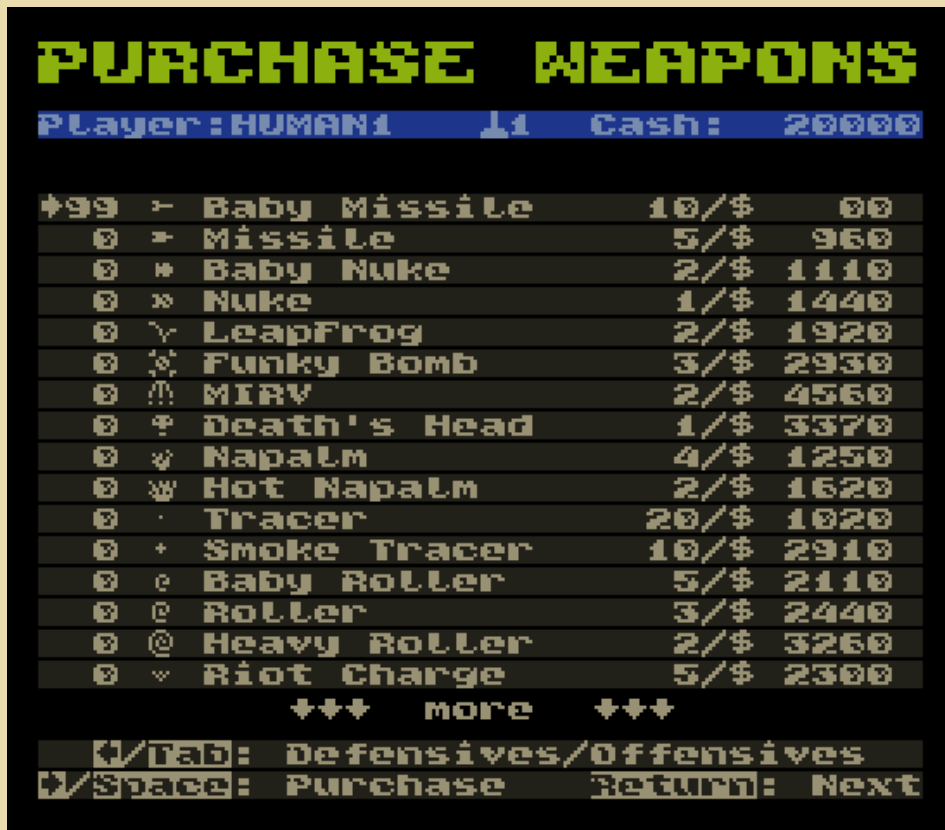 PURCHASE WEAPONS
Player:HUMAN1 1 Cash: 20000
99 Baby Missile 10/$ 00
0 Missile 5/$ 960
0 Baby Nuke 2/$ 1110
0 Nuke 1/$ 1440
0 LeapFrog 2/$ 1920
0 Funky Bomb 3/$ 2930
0 MIRV 2/$ 4560
0 Death's Head 1/$ 3370
0 Napalm 4/$ 1250
0 Hot Napalm 2/$ 1620
0 Tracer 20/$ 1020
0 Smoke Tracer 10/$ 2910
0 Baby Roller 5/$ 2110
0 Roller 3/$ 2440
0 Heavy Roller 2/$ 3260
0 Riot Charge 5/$ 2300
↓↓↓ more ↓↓↓
←/Tab: Defensives/Offensives
→/Space: Purchase Return: Next